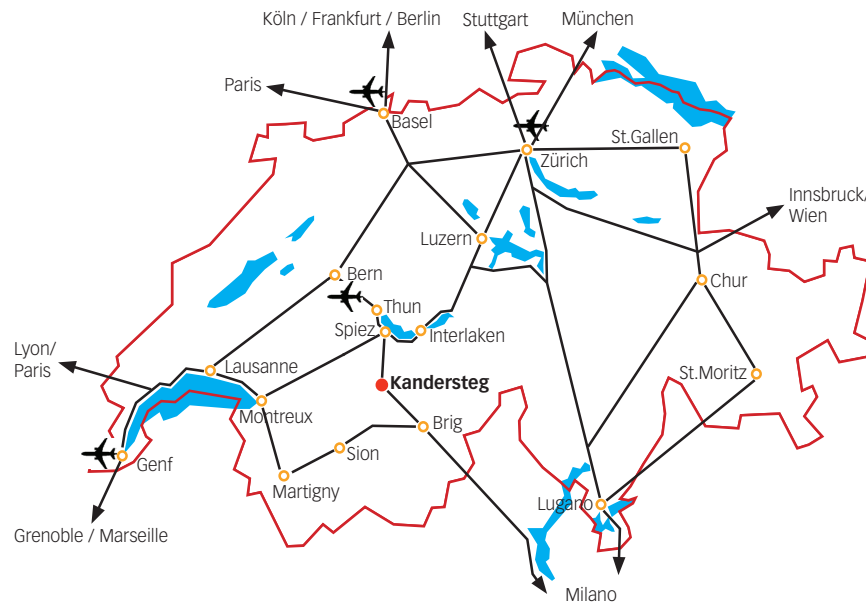 Köln / Frankfurt / Berlin
Stuttgart
München
Paris
Basel
Zürich
St.Gallen
Innsbruck/
Wien
Luzern
Bern
Chur
Thun
Spiez
Interlaken
Lyon/
Paris
Lausanne
St.Moritz
Kandersteg
Montreux
Brig
Genf
Sion
Martigny
Lugano
Grenoble / Marseille
Milano